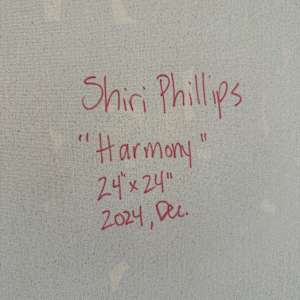 Shiri Phillips
"Harmony"
24"x24"
2024, Dec.